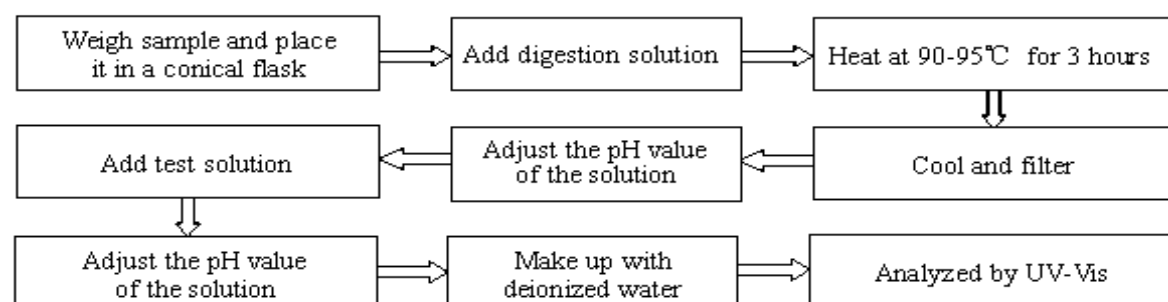 Weigh sample and place
it in a conical flask
Add digestion solution
Heat at 90-95℃ for 3 hours
Cool and filter
Adjust the pH value
of the solution
Add test solution
Adjust the pH value
of the solution
Make up with
deionized water
Analyzed by UV-Vis